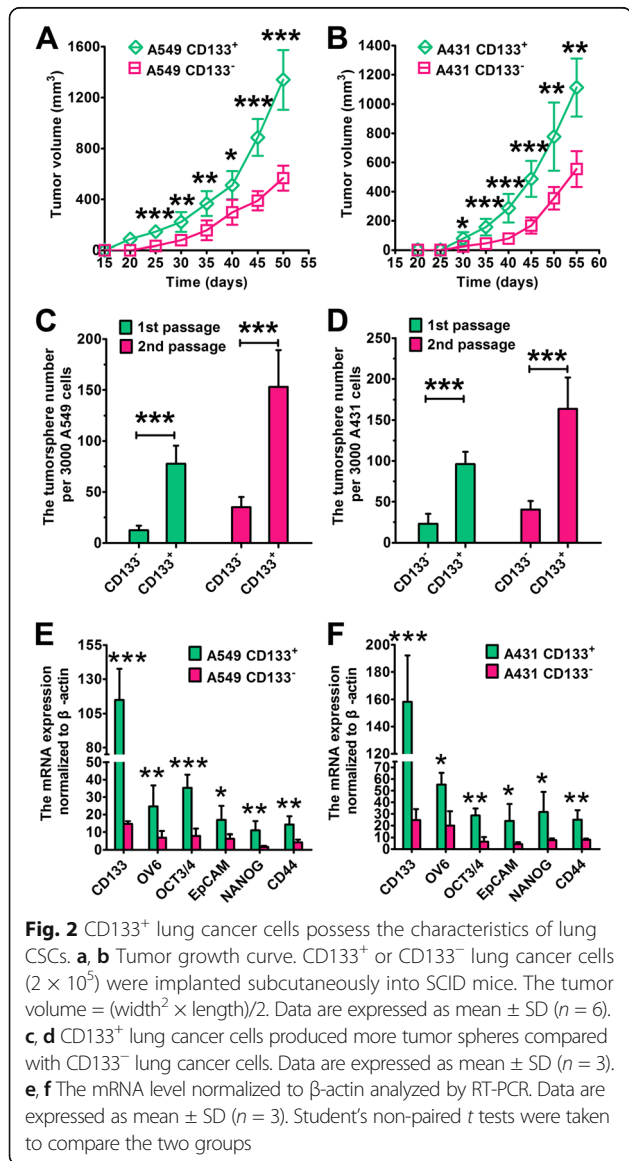 A
B
1600
1200
800
400
0
Tumor volume (mm³)
A549 CD133⁺
A549 CD133⁻
***
**
**
*
***
***
15 20 25 30 35 40 45 50 55
Time (days)
1400
1200
1000
800
600
400
200
0
Tumor volume (mm³)
A431 CD133⁺
A431 CD133⁻
*
***
***
***
**
**
15 20 25 30 35 40 45 50 55 60
Time (days)
C
D
200
150
100
50
0
The tumorsphere number
per 3000 A549 cells
1st passage
2nd passage
***
***
CD133⁻
CD133⁺
CD133⁻
CD133⁺
250
200
150
100
50
0
The tumorsphere number
per 3000 A431 cells
1st passage
2nd passage
***
***
CD133⁻
CD133⁺
CD133⁻
CD133⁺
E
F
155
130
105
80
40
30
20
10
0
The mRNA expression
normalized to β -actin
A549 CD133⁺
A549 CD133⁻
***
**
***
*
**
**
CD133
OV6
OCT3/4
EpCAM
NANOG
CD44
200
180
160
140
120
100
80
60
50
40
30
20
10
0
The mRNA expression
normalized to β -actin
A431 CD133⁺
A431 CD133⁻
***
*
**
*
*
**
CD133
OV6
OCT3/4
EpCAM
NANOG
CD44
Fig. 2 CD133⁺ lung cancer cells possess the characteristics of lung
CSCs. a, b Tumor growth curve. CD133⁺ or CD133⁻ lung cancer cells
(2 × 10⁵) were implanted subcutaneously into SCID mice. The tumor
volume = (width² × length)/2. Data are expressed as mean ± SD (n = 6).
c, d CD133⁺ lung cancer cells produced more tumor spheres compared
with CD133⁻ lung cancer cells. Data are expressed as mean ± SD (n = 3).
e, f The mRNA level normalized to β-actin analyzed by RT-PCR. Data are
expressed as mean ± SD (n = 3). Student's non-paired t tests were taken
to compare the two groups